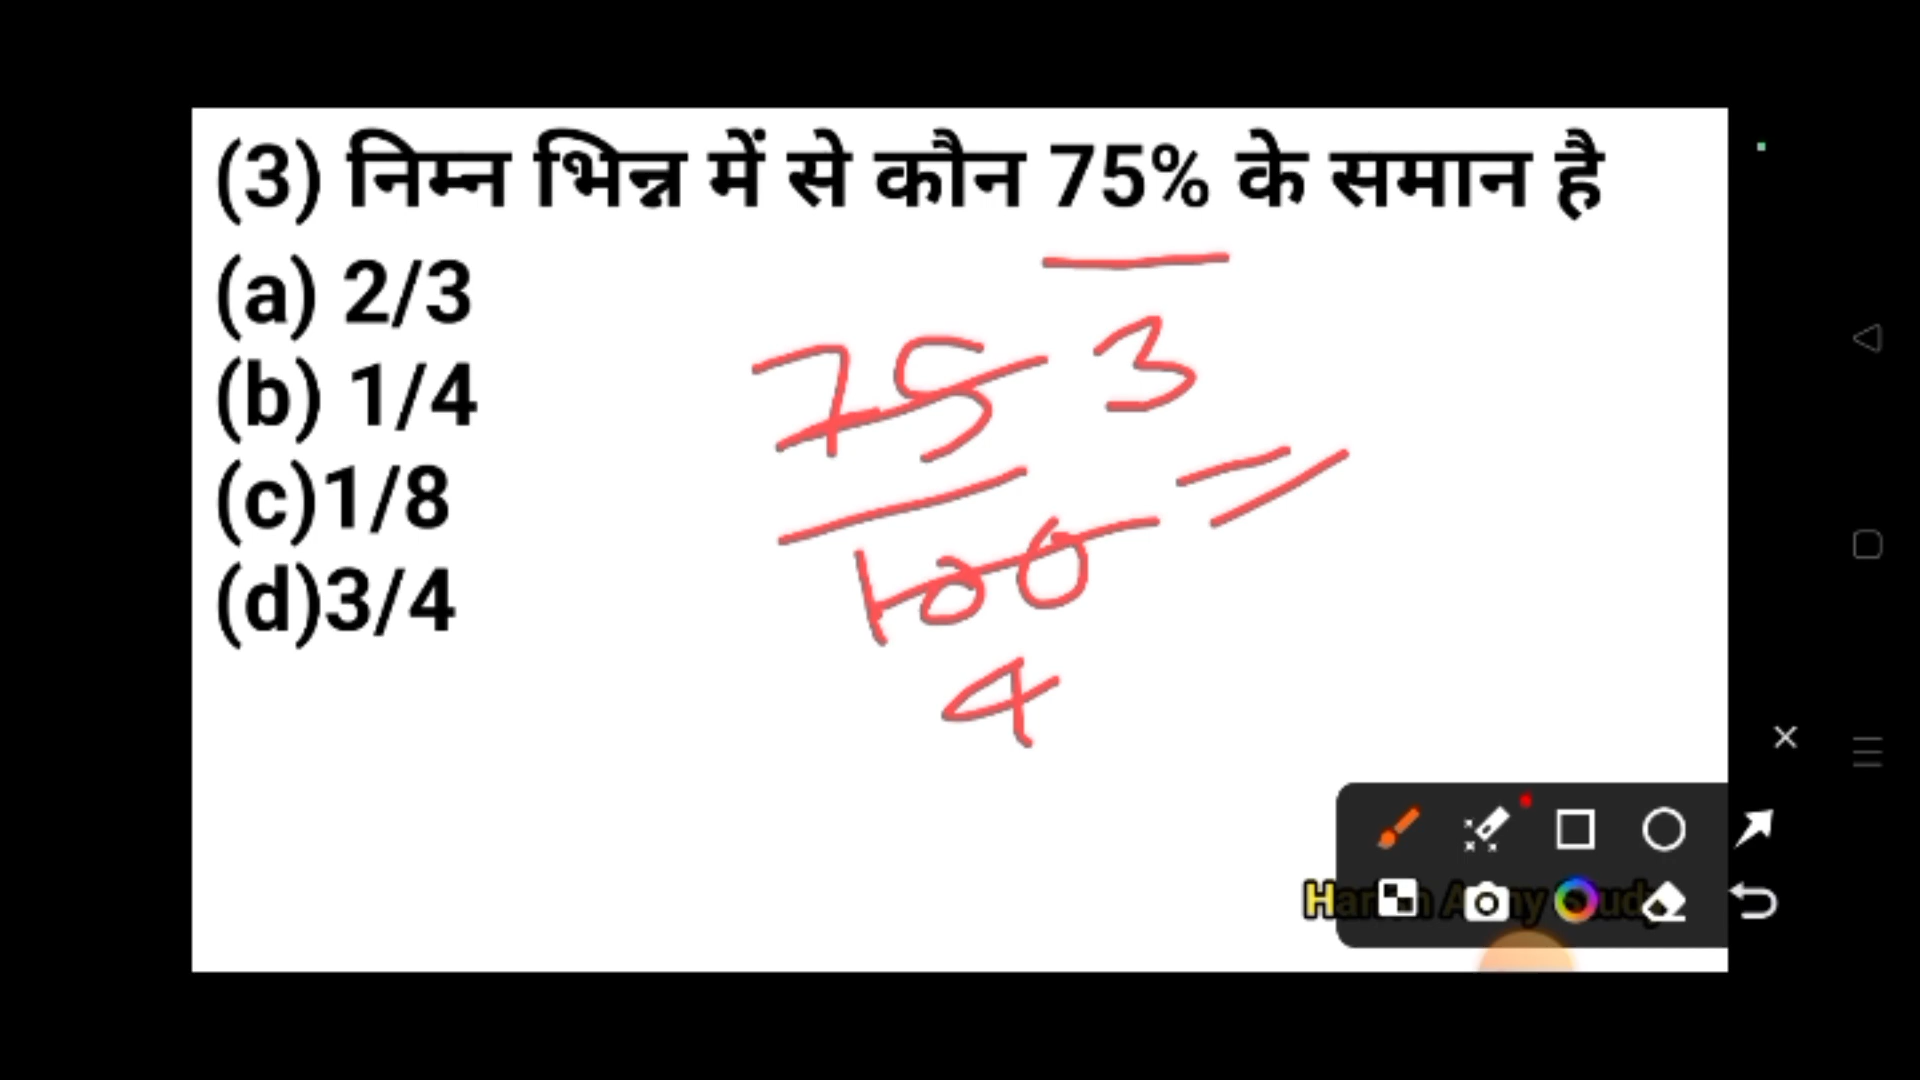 (3) निम्न भिन्न में से कौन 75% के समान है
(a) 2/3
(b) 1/4
(c)1/8
(d)3/4
75 3
100 =
4